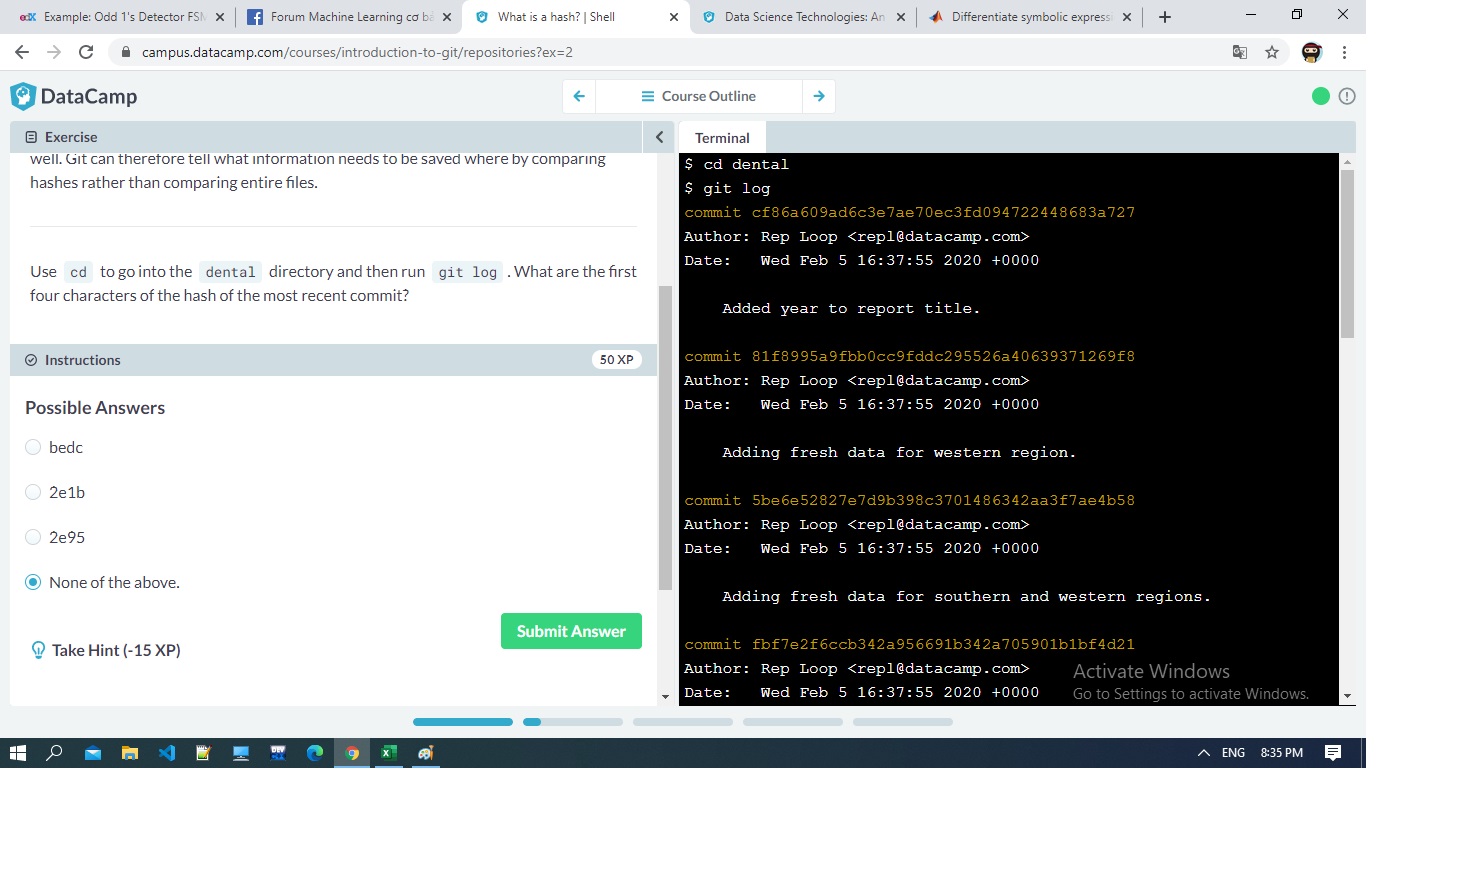 Example: Odd 1's Detector FSM
Forum Machine Learning cơ bả
What is a hash? | Shell
Data Science Technologies: An
Differentiate symbolic expressi
campus.datacamp.com/courses/introduction-to-git/repositories?ex=2
DataCamp
Course Outline
Exercise
well. Git can therefore tell what information needs to be saved where by comparing
hashes rather than comparing entire files.
Use cd to go into the dental directory and then run git log . What are the first
four characters of the hash of the most recent commit?
Instructions
50 XP
Possible Answers
bedc
2e1b
2e95
None of the above.
Submit Answer
Take Hint (-15 XP)
Terminal
$ cd dental
$ git log
commit cf86a609ad6c3e7ae70ec3fd094722448683a727
Author: Rep Loop <repl@datacamp.com>
Date: Wed Feb 5 16:37:55 2020 +0000
Added year to report title.
commit 81f8995a9fbb0cc9fddc295526a40639371269f8
Author: Rep Loop <repl@datacamp.com>
Date: Wed Feb 5 16:37:55 2020 +0000
Adding fresh data for western region.
commit 5be6e52827e7d9b398c3701486342aa3f7ae4b58
Author: Rep Loop <repl@datacamp.com>
Date: Wed Feb 5 16:37:55 2020 +0000
Adding fresh data for southern and western regions.
commit fbf7e2f6ccb342a956691b342a705901b1bf4d21
Author: Rep Loop <repl@datacamp.com>
Date: Wed Feb 5 16:37:55 2020 +0000
Activate Windows
Go to Settings to activate Windows.
ENG
8:35 PM